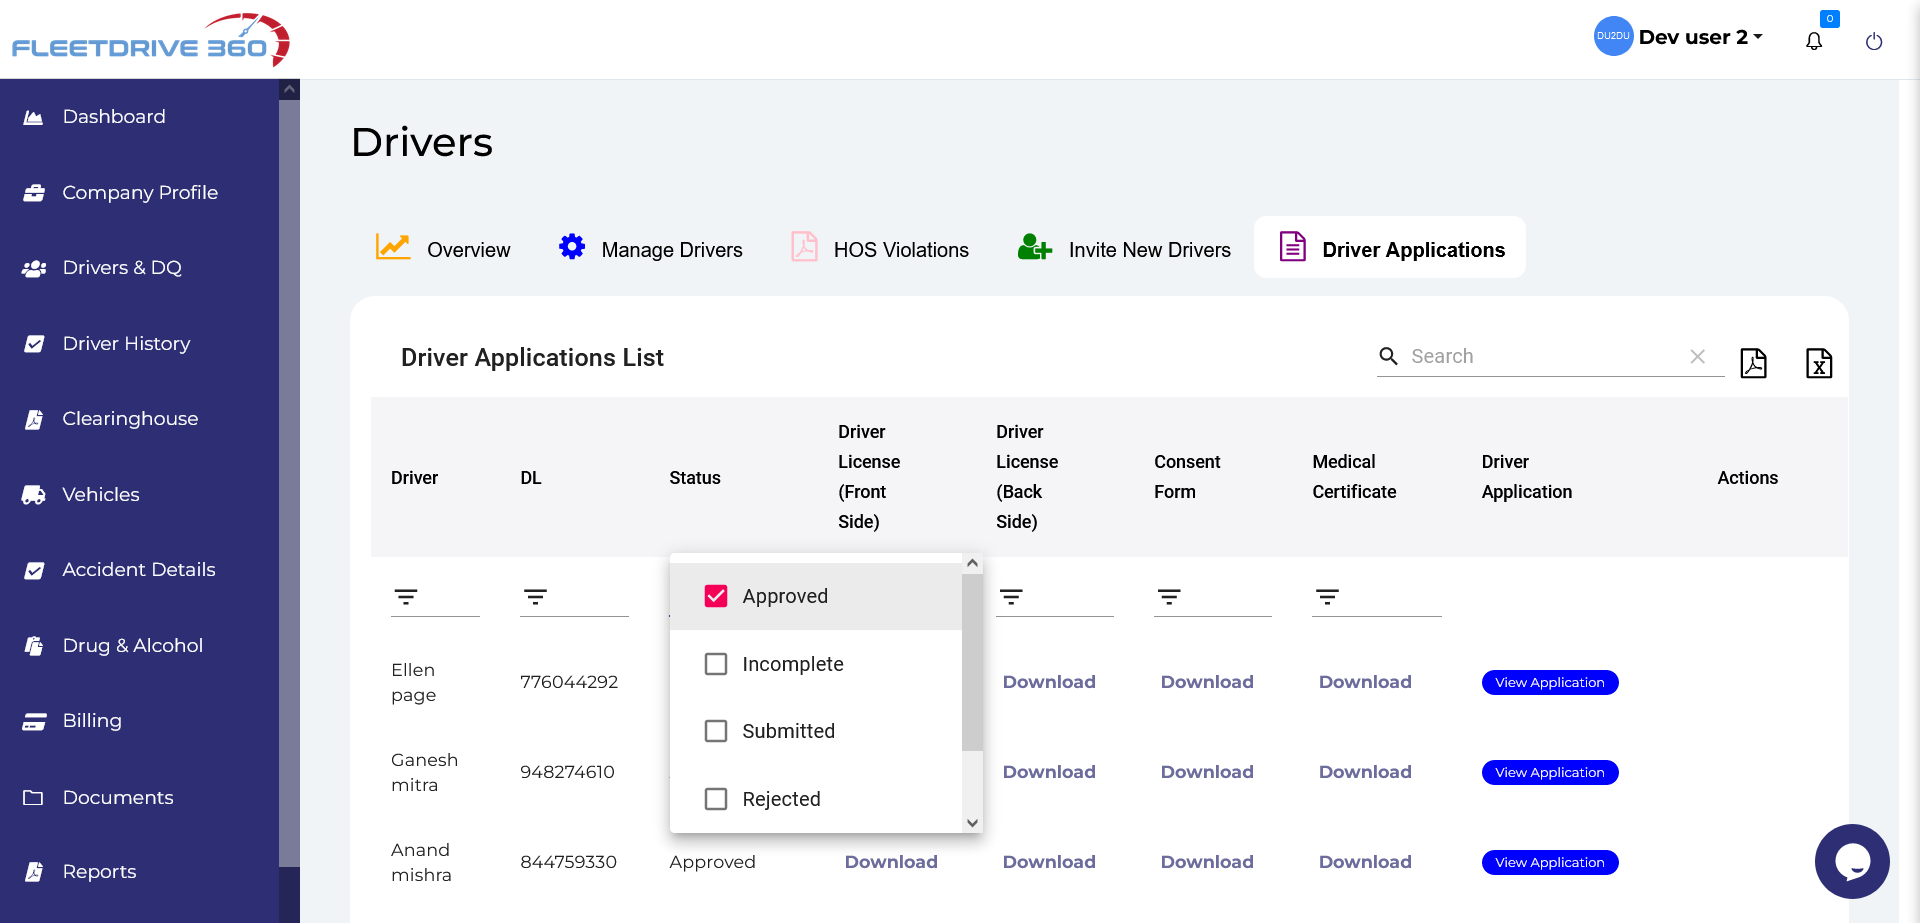 FLEETDRIVE 360
DU2DU
Dev user 2
0
Dashboard
Company Profile
Drivers & DQ
Driver History
Clearinghouse
Vehicles
Accident Details
Drug & Alcohol
Billing
Documents
Reports
Drivers
Overview
Manage Drivers
HOS Violations
Invite New Drivers
Driver Applications
Driver Applications List
Search
Driver
DL
Status
Driver
License
(Front
Side)
Driver
License
(Back
Side)
Consent
Form
Medical
Certificate
Driver
Application
Actions
Approved
Incomplete
Submitted
Rejected
Ellen
page
776044292
Download
Download
Download
View Application
Ganesh
mitra
948274610
Download
Download
Download
View Application
Anand
mishra
844759330
Approved
Download
Download
Download
Download
View Application